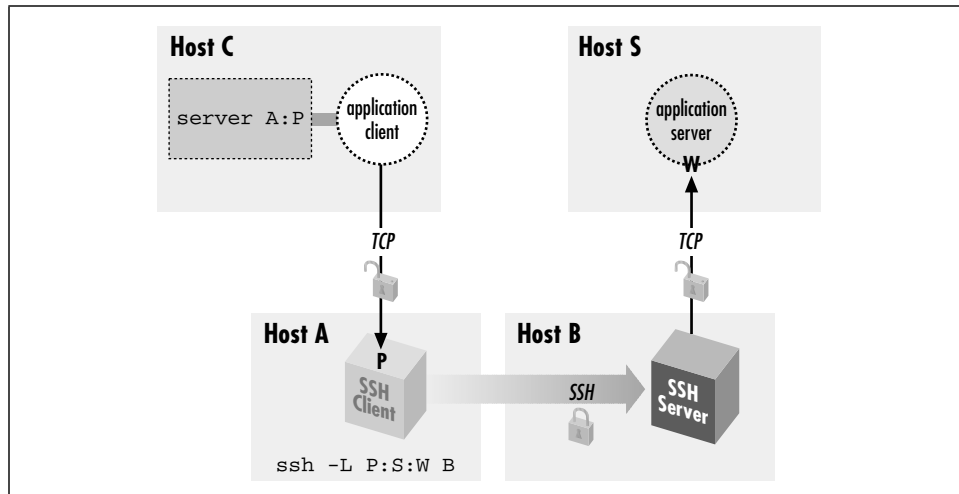 Host C
server A:P
application
client
Host S
application
server
W
TCP
TCP
Host A
P
SSH
Client
ssh -L P:S:W B
SSH
Host B
SSH
Server